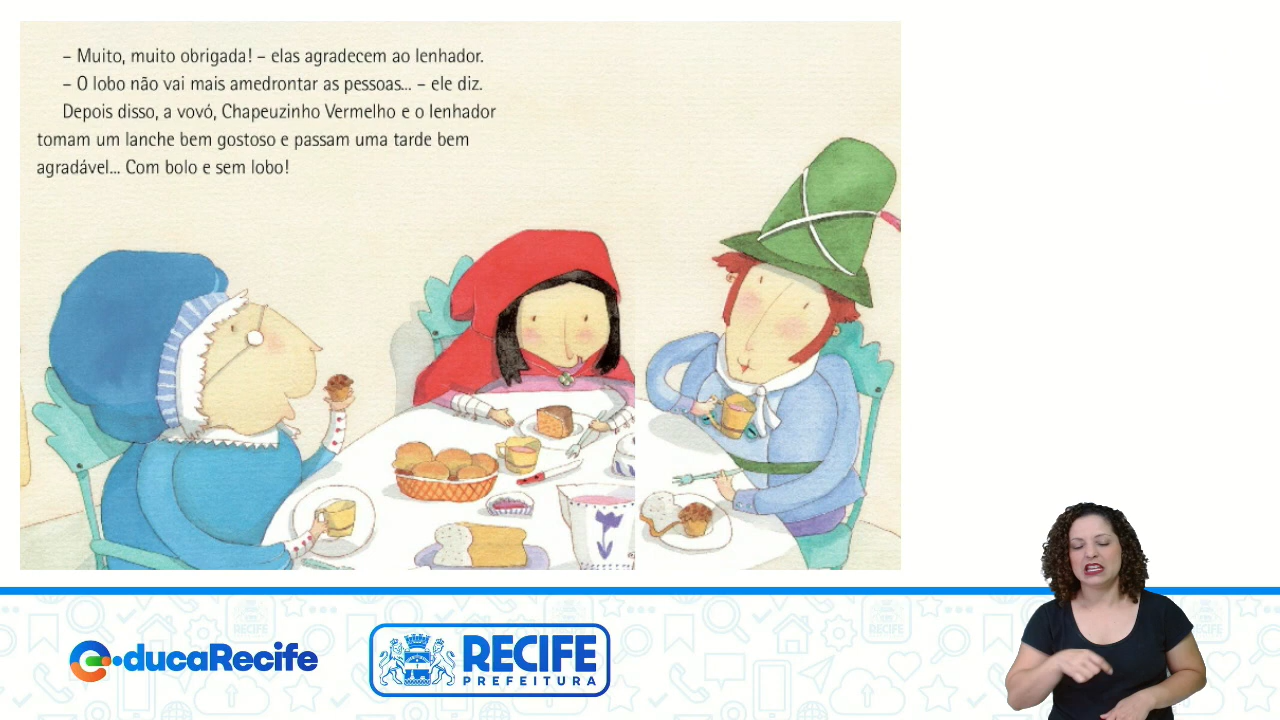 – Muito, muito obrigada! – elas agradecem ao lenhador.
– O lobo não vai mais amedrontar as pessoas... – ele diz.
Depois disso, a vovó, Chapeuzinho Vermelho e o lenhador
tomam um lanche bem gostoso e passam uma tarde bem
agradável... Com bolo e sem lobo!
educaRecife
RECIFE
PREFEITURA